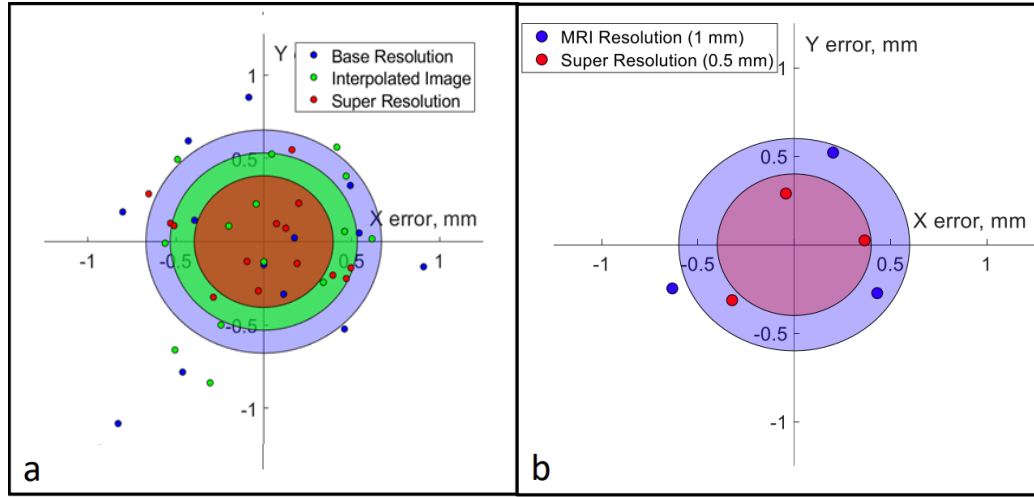 Y
Base Resolution
Interpolated Image
Super Resolution
1
0.5
X error, mm
-1
-0.5
0.5
1
-0.5
-1
a
MRI Resolution (1 mm)
Super Resolution (0.5 mm)
Y error, mm
1
0.5
X error, mm
-1
-0.5
0.5
1
-0.5
-1
b